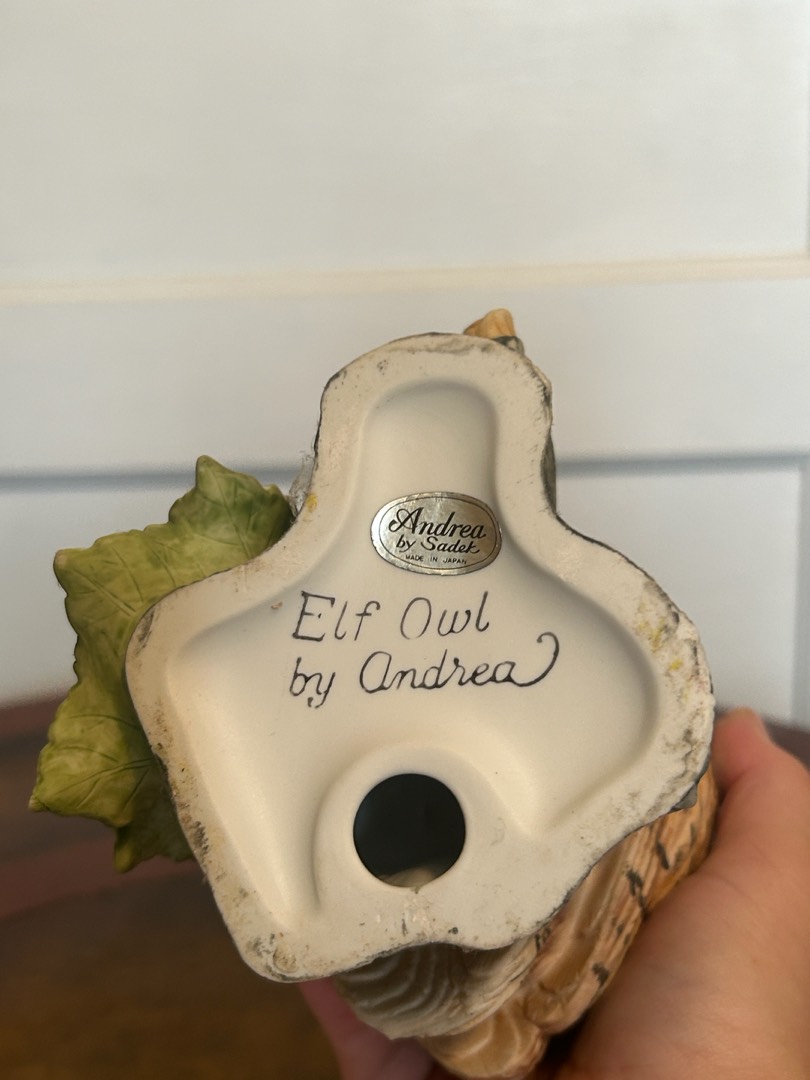 Andrea
by Sadek
MADE IN JAPAN
Elf Owl
by Andrea